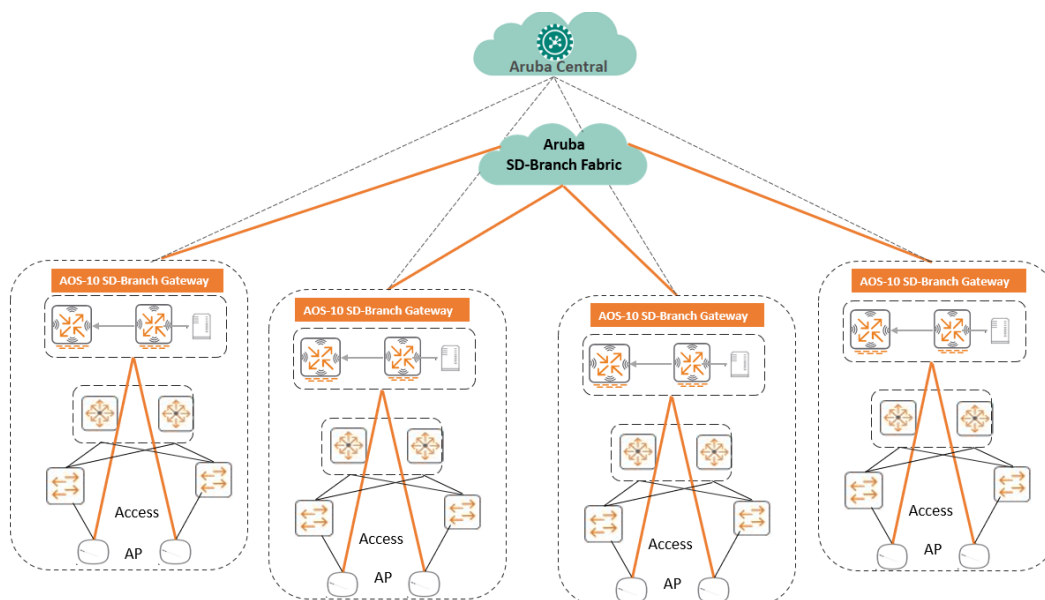 Aruba Central
Aruba
SD-Branch Fabric
AOS-10 SD-Branch Gateway
Access
AP
AOS-10 SD-Branch Gateway
Access
AP
AOS-10 SD-Branch Gateway
Access
AP
AOS-10 SD-Branch Gateway
Access
AP